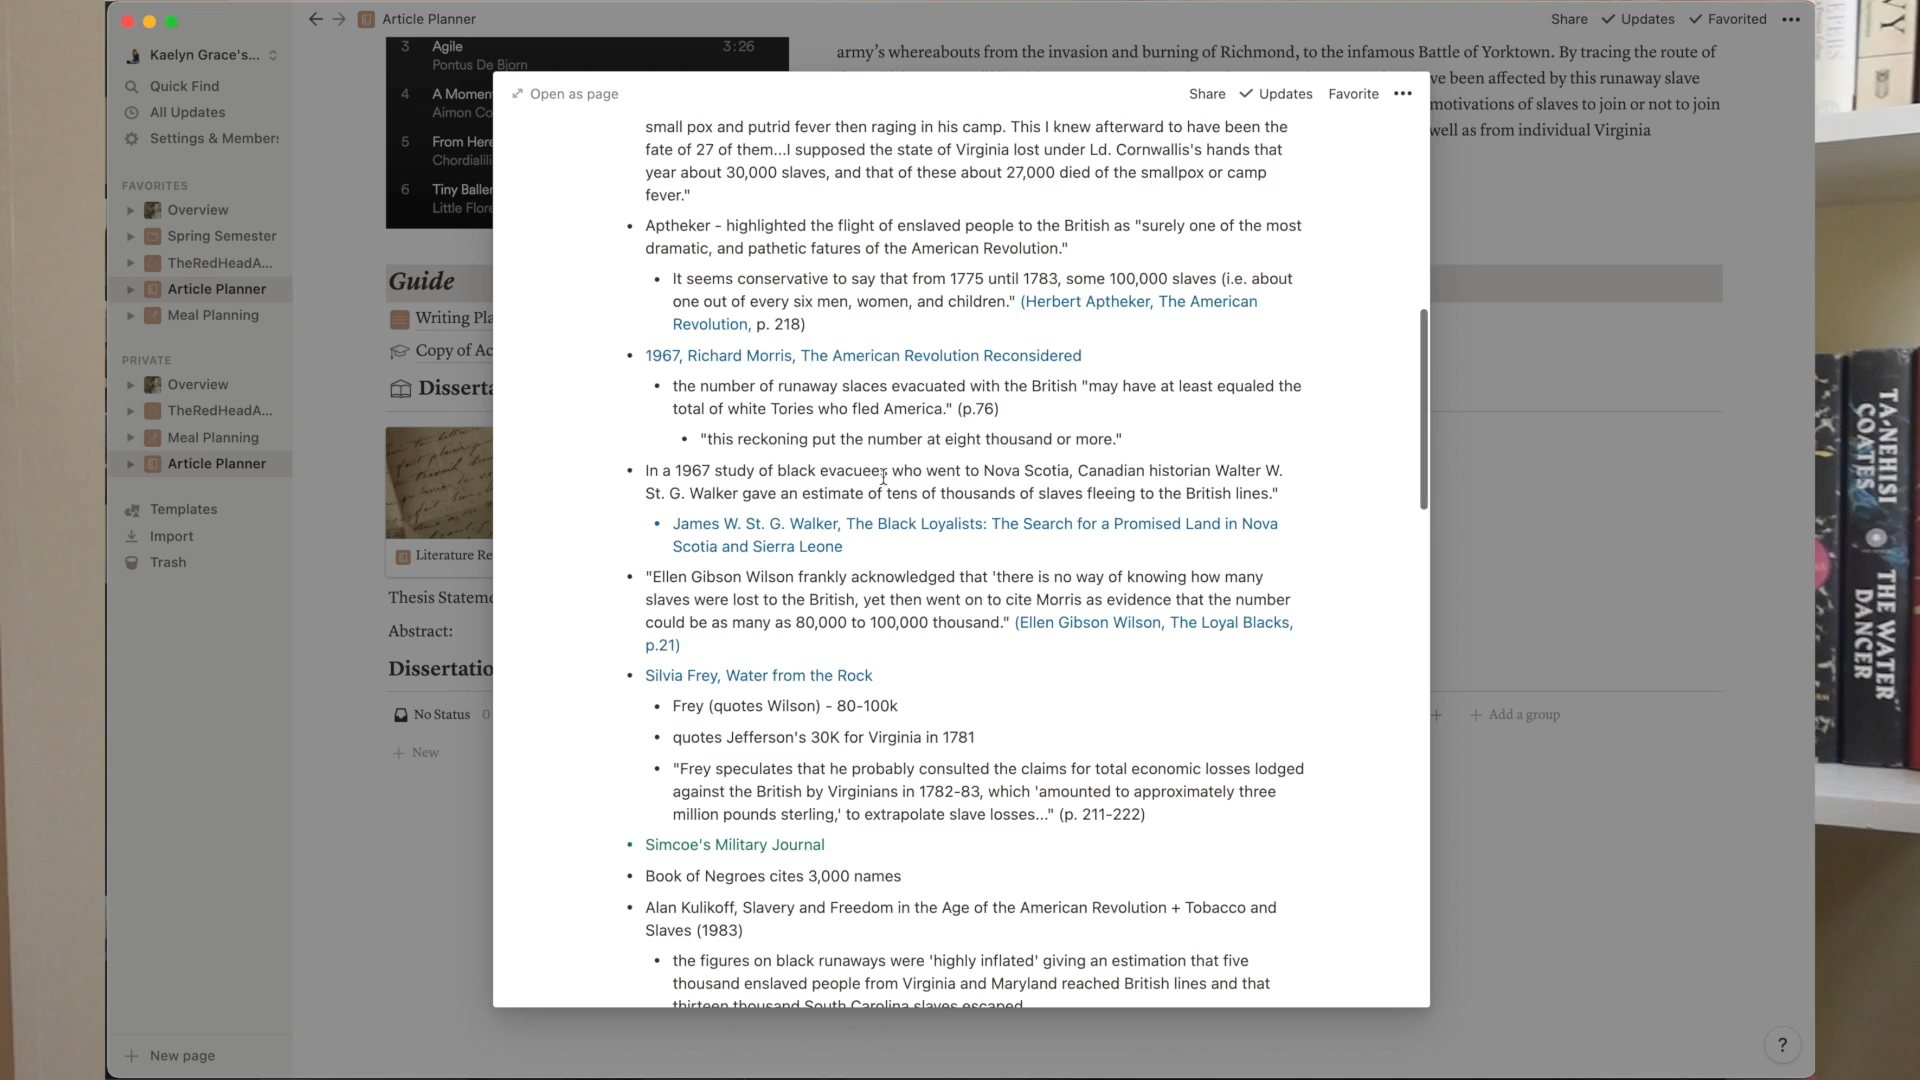 Kaelyn Grace's...
Quick Find
All Updates
Settings & Members
FAVORITES
Overview
Spring Semester
TheRedHeadA...
Article Planner
Meal Planning
PRIVATE
Overview
TheRedHeadA...
Meal Planning
Article Planner
Templates
Import
Trash
New page
Article Planner
Share
Updates
Favorited
3 Agile 3:26
Pontus De Bjorn
4 A Momen
Aimon Co
5 From Here
Chordialili
6 Tiny Baller
Little Flore
army's whereabouts from the invasion and burning of Richmond, to the infamous Battle of Yorktown. By tracing the route of
ve been affected by this runaway slave
motivations of slaves to join or not to join
well as from individual Virginia
Guide
Writing Pla
Copy of Ac
Disserta
Literature Re
Thesis Stateme
Abstract:
Dissertatio
No Status 0
+ New
+ Add a group
Open as page
Share
Updates
Favorite
small pox and putrid fever then raging in his camp. This I knew afterward to have been the
fate of 27 of them...I supposed the state of Virginia lost under Ld. Cornwallis's hands that
year about 30,000 slaves, and that of these about 27,000 died of the smallpox or camp
fever."
• Aptheker - highlighted the flight of enslaved people to the British as "surely one of the most
dramatic, and pathetic fatures of the American Revolution."
• It seems conservative to say that from 1775 until 1783, some 100,000 slaves (i.e. about
one out of every six men, women, and children." (Herbert Aptheker, The American
Revolution, p. 218)
• 1967, Richard Morris, The American Revolution Reconsidered
• the number of runaway slaces evacuated with the British "may have at least equaled the
total of white Tories who fled America." (p.76)
• "this reckoning put the number at eight thousand or more."
• In a 1967 study of black evacuees who went to Nova Scotia, Canadian historian Walter W.
St. G. Walker gave an estimate of tens of thousands of slaves fleeing to the British lines."
• James W. St. G. Walker, The Black Loyalists: The Search for a Promised Land in Nova
Scotia and Sierra Leone
• "Ellen Gibson Wilson frankly acknowledged that 'there is no way of knowing how many
slaves were lost to the British, yet then went on to cite Morris as evidence that the number
could be as many as 80,000 to 100,000 thousand." (Ellen Gibson Wilson, The Loyal Blacks,
p.21)
• Silvia Frey, Water from the Rock
• Frey (quotes Wilson) - 80-100k
• quotes Jefferson's 30K for Virginia in 1781
• "Frey speculates that he probably consulted the claims for total economic losses lodged
against the British by Virginians in 1782-83, which 'amounted to approximately three
million pounds sterling,' to extrapolate slave losses..." (p. 211-222)
• Simcoe's Military Journal
• Book of Negroes cites 3,000 names
• Alan Kulikoff, Slavery and Freedom in the Age of the American Revolution + Tobacco and
Slaves (1983)
• the figures on black runaways were 'highly inflated' giving an estimation that five
thousand enslaved people from Virginia and Maryland reached British lines and that
thirteen thousand South Carolina slaves escaped
?
TA-NEHISI
COATES
THE WATER
DANCER